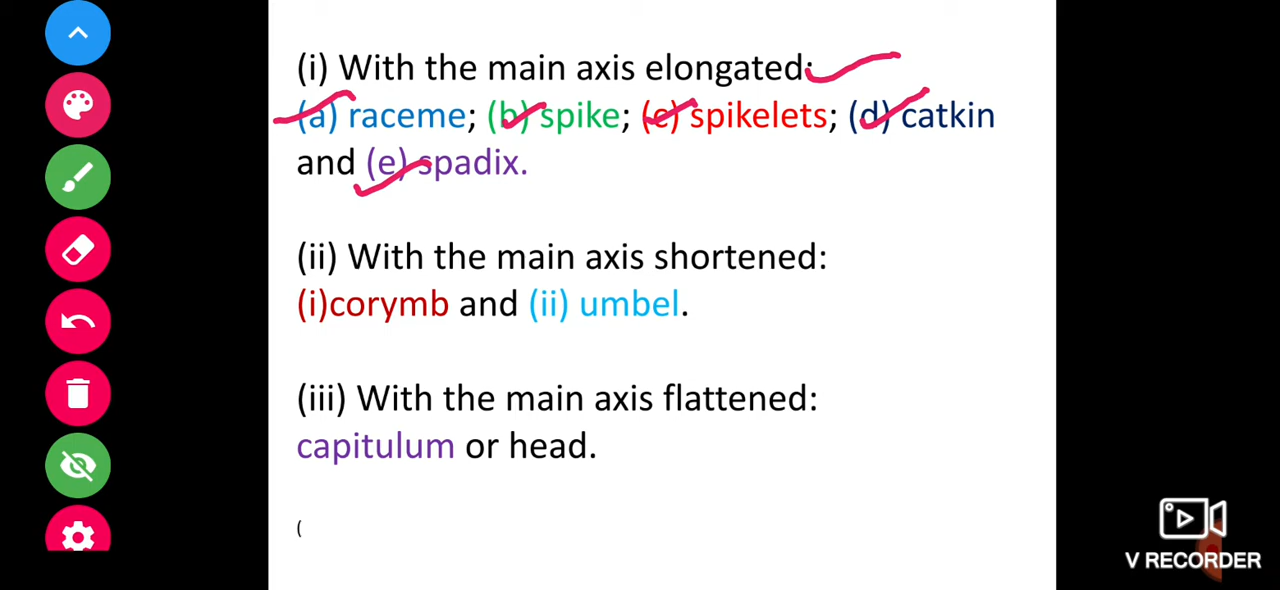 (i) With the main axis elongated:
(a) raceme; (b) spike; (c) spikelets; (d) catkin
and (e) spadix.
(ii) With the main axis shortened:
(i)corymb and (ii) umbel.
(iii) With the main axis flattened:
capitulum or head.
(
V RECORDER